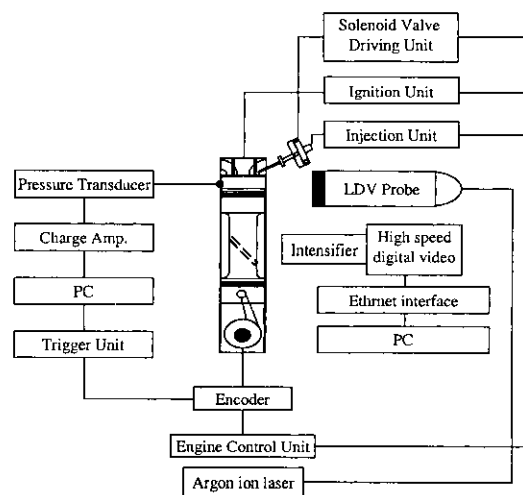 Solenoid Valve
Driving Unit
Ignition Unit
Injection Unit
Pressure Transducer
LDV Probe
Charge Amp.
Intensifier
High speed
digital video
PC
Ethrnet interface
Trigger Unit
PC
Encoder
Engine Control Unit
Argon ion laser